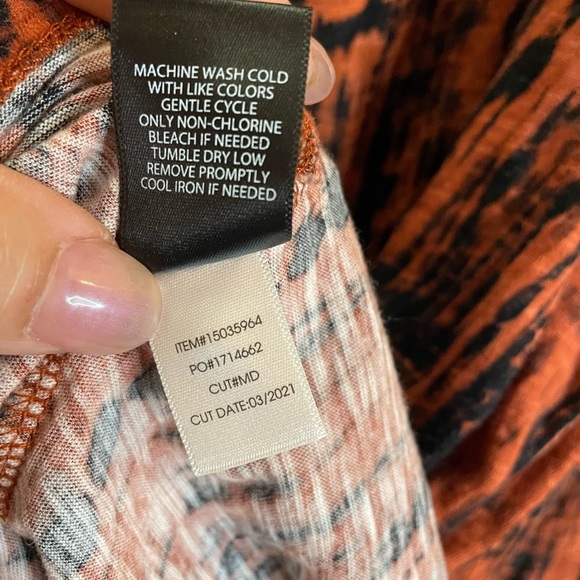 MACHINE WASH COLD
WITH LIKE COLORS
GENTLE CYCLE
ONLY NON-CHLORINE
BLEACH IF NEEDED
TUMBLE DRY LOW
REMOVE PROMPTLY
COOL IRON IF NEEDED
ITEM#15035964
PO#1714662
CUT#MD
CUT DATE:03/2021